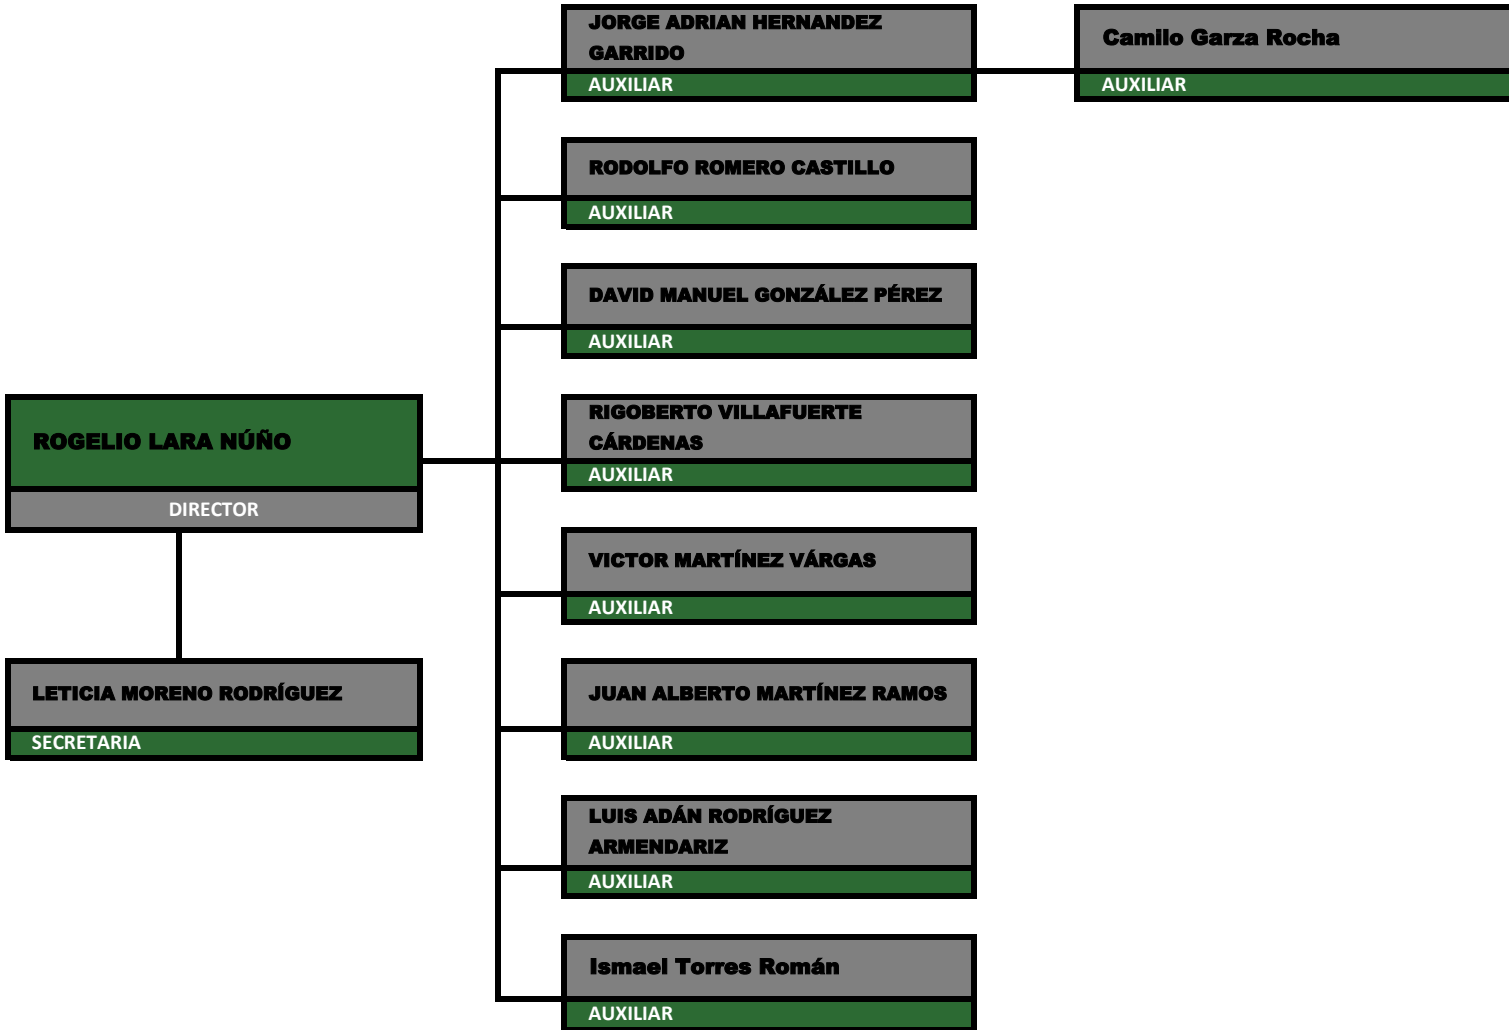 JORGE ADRIAN HERNANDEZ
GARRIDO
AUXILIAR
Camilo Garza Rocha
AUXILIAR
RODOLFO ROMERO CASTILLO
AUXILIAR
DAVID MANUEL GONZÁLEZ PÉREZ
AUXILIAR
ROGELIO LARA NÚÑO
DIRECTOR
RIGOBERTO VILLAFUERTE
CÁRDENAS
AUXILIAR
VICTOR MARTÍNEZ VÁRGAS
AUXILIAR
LETICIA MORENO RODRÍGUEZ
SECRETARIA
JUAN ALBERTO MARTÍNEZ RAMOS
AUXILIAR
LUIS ADÁN RODRÍGUEZ
ARMENDARIZ
AUXILIAR
Ismael Torres Román
AUXILIAR